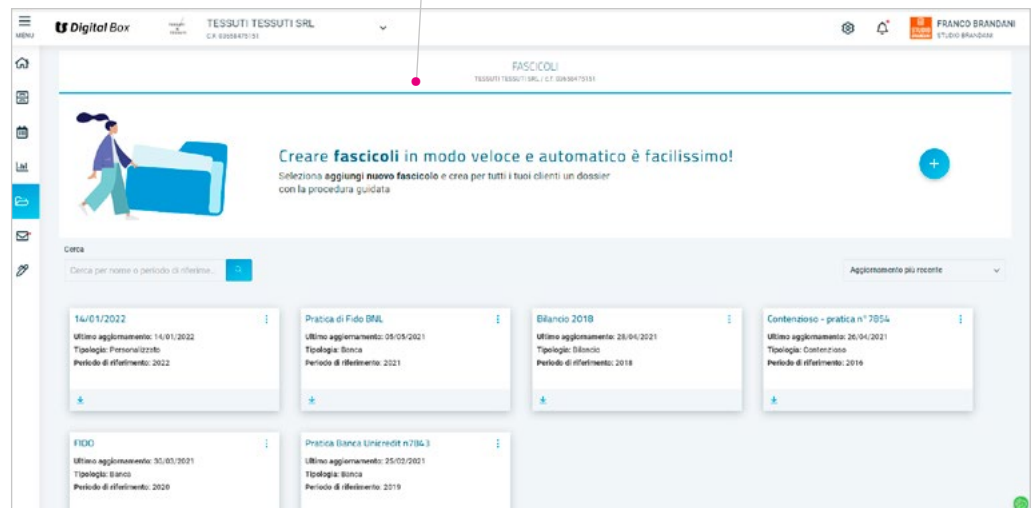 MENU
TS Digital Box
TESSUTI TESSUTI SRL
FRANCO BRANDANI
STUDIO BRANDANI
FASCICOLI
Creare fascicoli in modo veloce e automatico è facilissimo!
Seleziona aggiungi nuovo fascicolo e crea per tutti i tuoi clienti un dossier
con la procedura guidata
Cerca
Cerca per nome o periodo di riferime...
Aggiornamento più recente
14/01/2022
Ultimo aggiornamento: 14/01/2022
Tipologia: Personalizzato
Periodo di riferimento: 2022
Pratica di Fido BNL
Ultimo aggiornamento: 05/05/2021
Tipologia: Banca
Periodo di riferimento: 2021
Bilancio 2018
Ultimo aggiornamento: 28/04/2021
Tipologia: Bilancio
Periodo di riferimento: 2018
Contenzioso - pratica n° 7854
Ultimo aggiornamento: 26/04/2021
Tipologia: Contenzioso
Periodo di riferimento: 2016
FIDO
Ultimo aggiornamento: 30/03/2021
Tipologia: Banca
Periodo di riferimento: 2020
Pratica Banca Unicredit n7843
Ultimo aggiornamento: 25/02/2021
Tipologia: Banca
Periodo di riferimento: 2019